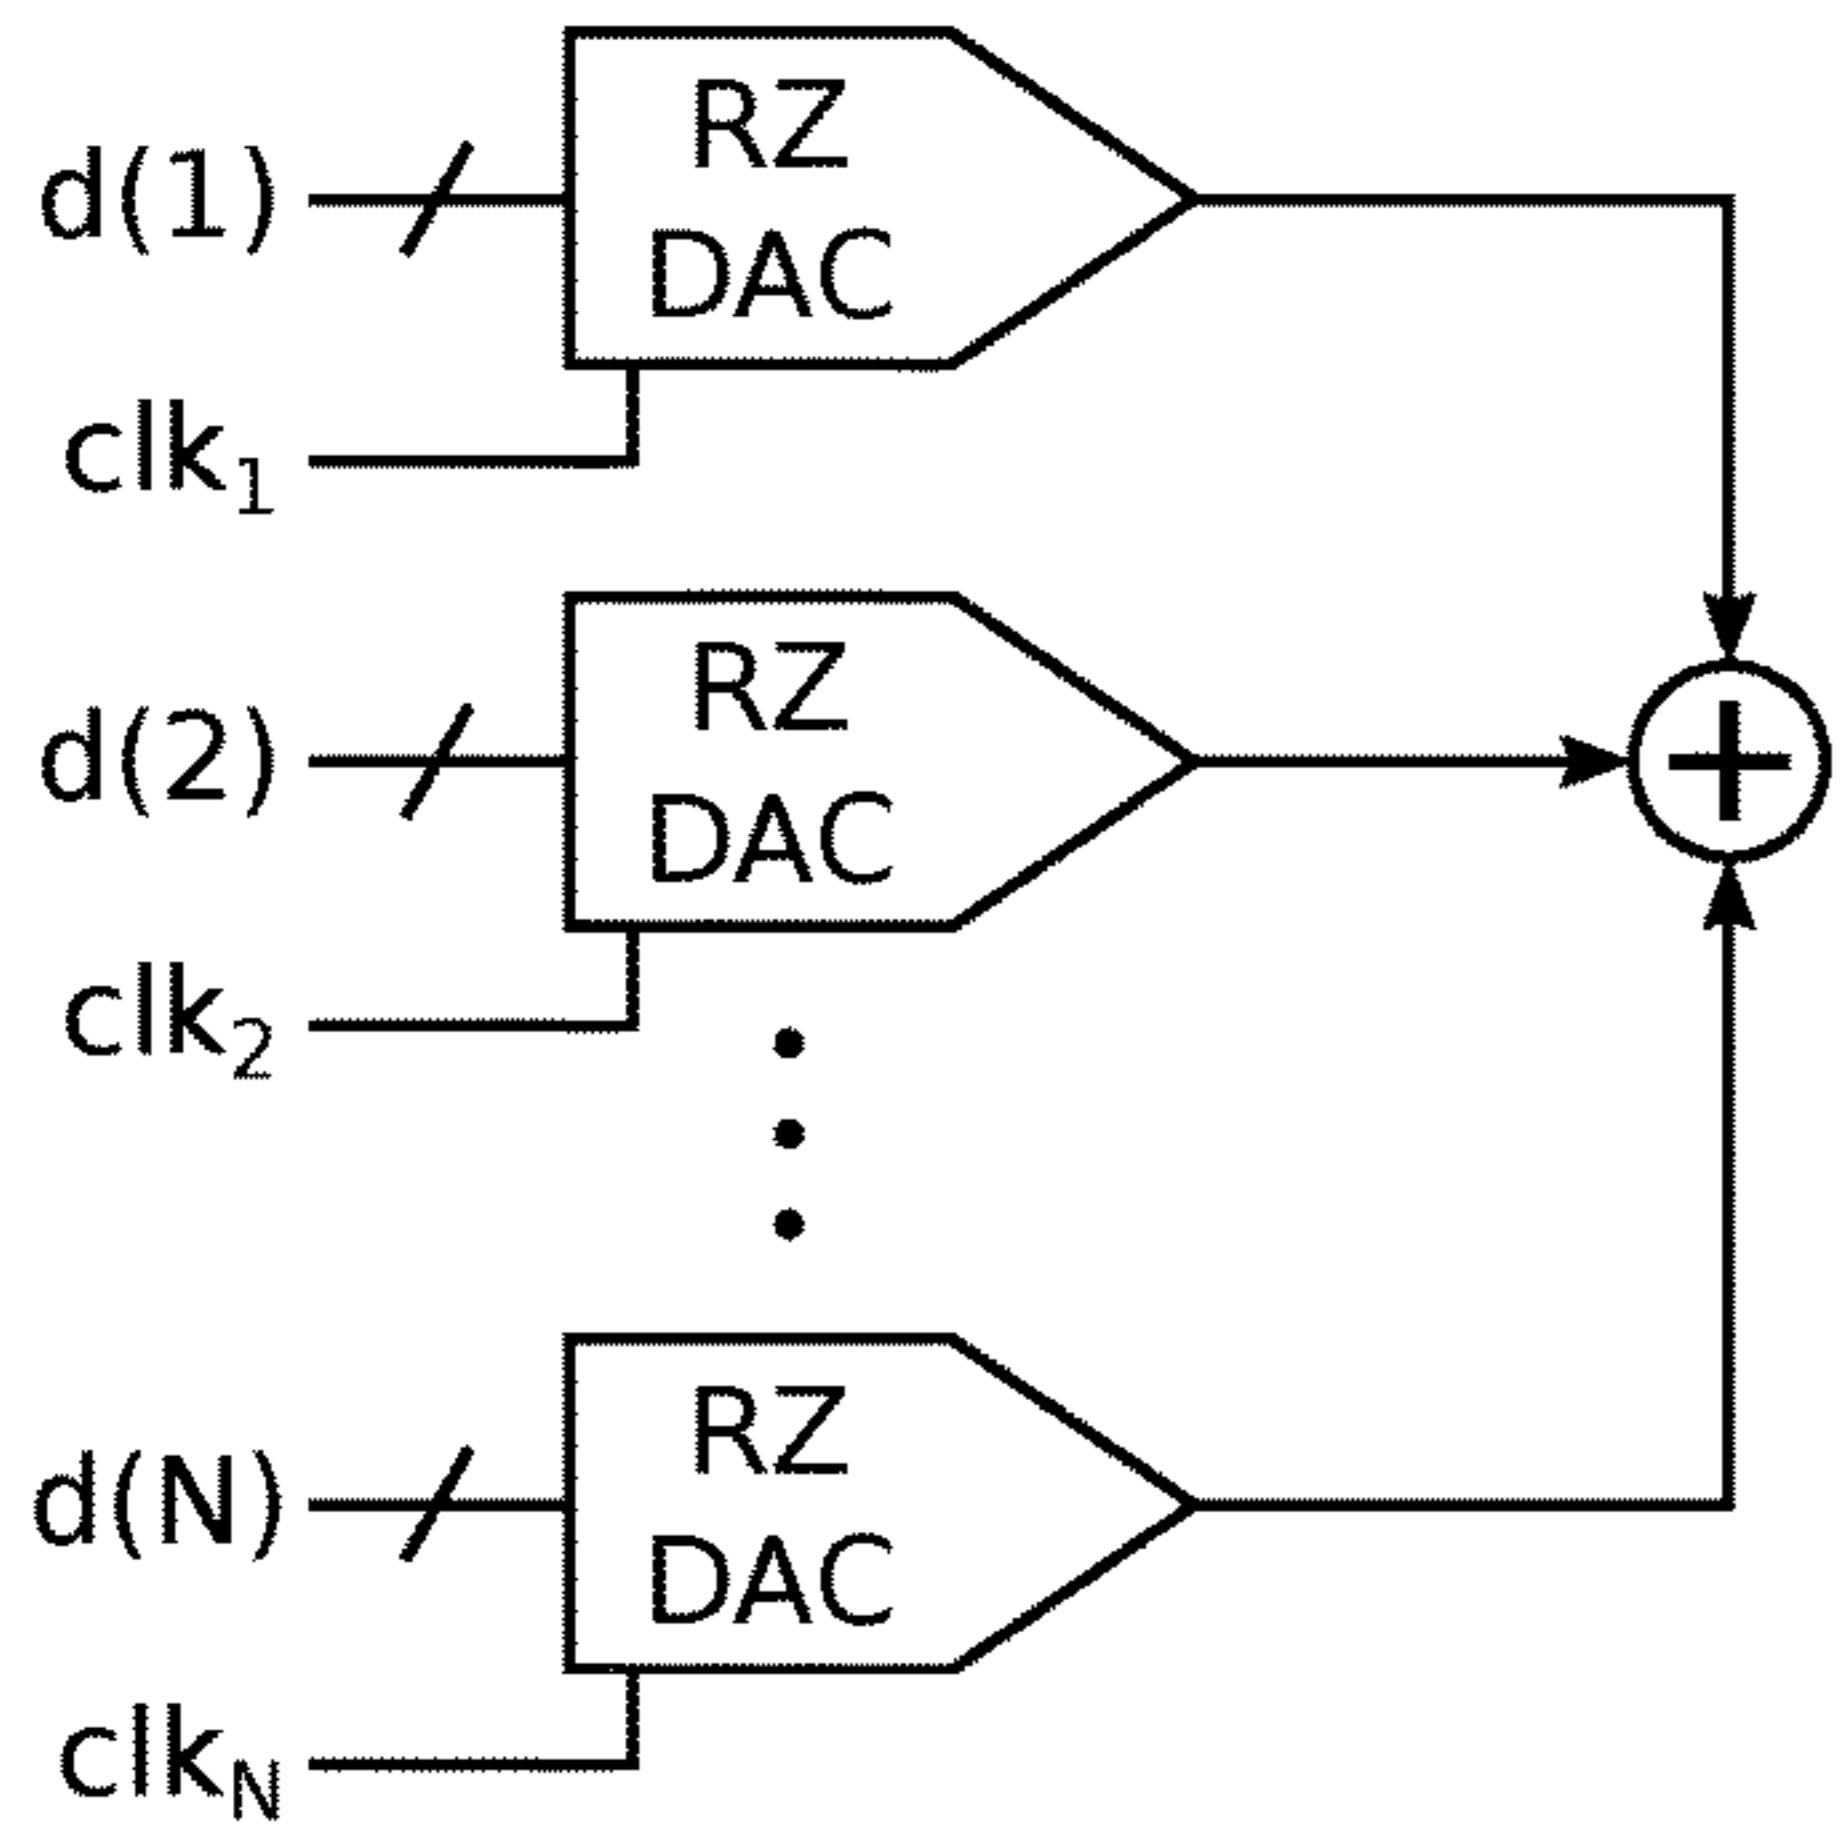 RZ
DAC
d(1)
clk1
RZ
DAC
d(2)
clk2
RZ
DAC
d(N)
clkN
+